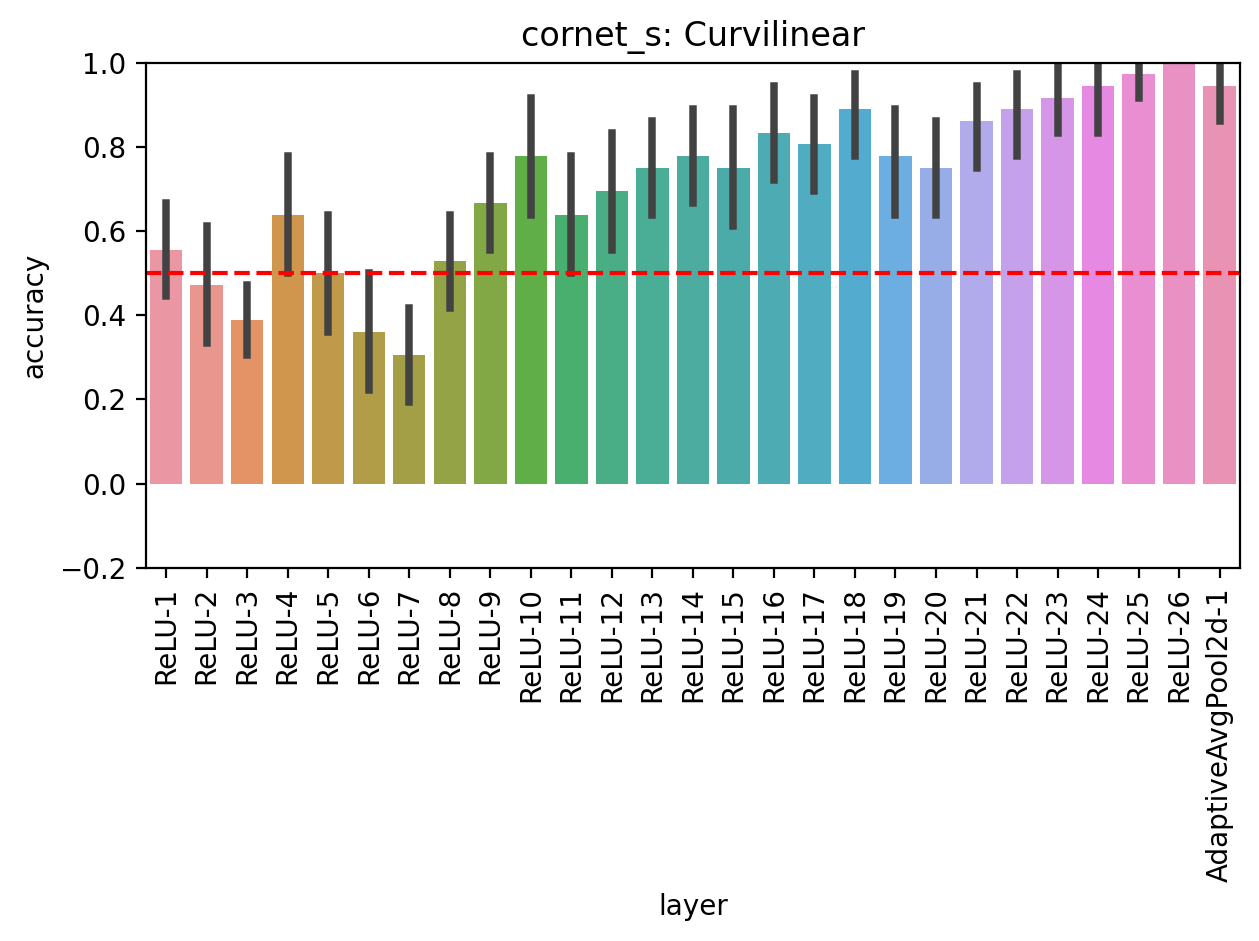 cornet_s: Curvilinear
1.0
0.8
0.6
0.4
0.2
0.0
−0.2
accuracy
ReLU-1
ReLU-2
ReLU-3
ReLU-4
ReLU-5
ReLU-6
ReLU-7
ReLU-8
ReLU-9
ReLU-10
ReLU-11
ReLU-12
ReLU-13
ReLU-14
ReLU-15
ReLU-16
ReLU-17
ReLU-18
ReLU-19
ReLU-20
ReLU-21
ReLU-22
ReLU-23
ReLU-24
ReLU-25
ReLU-26
AdaptiveAvgPool2d-1
layer